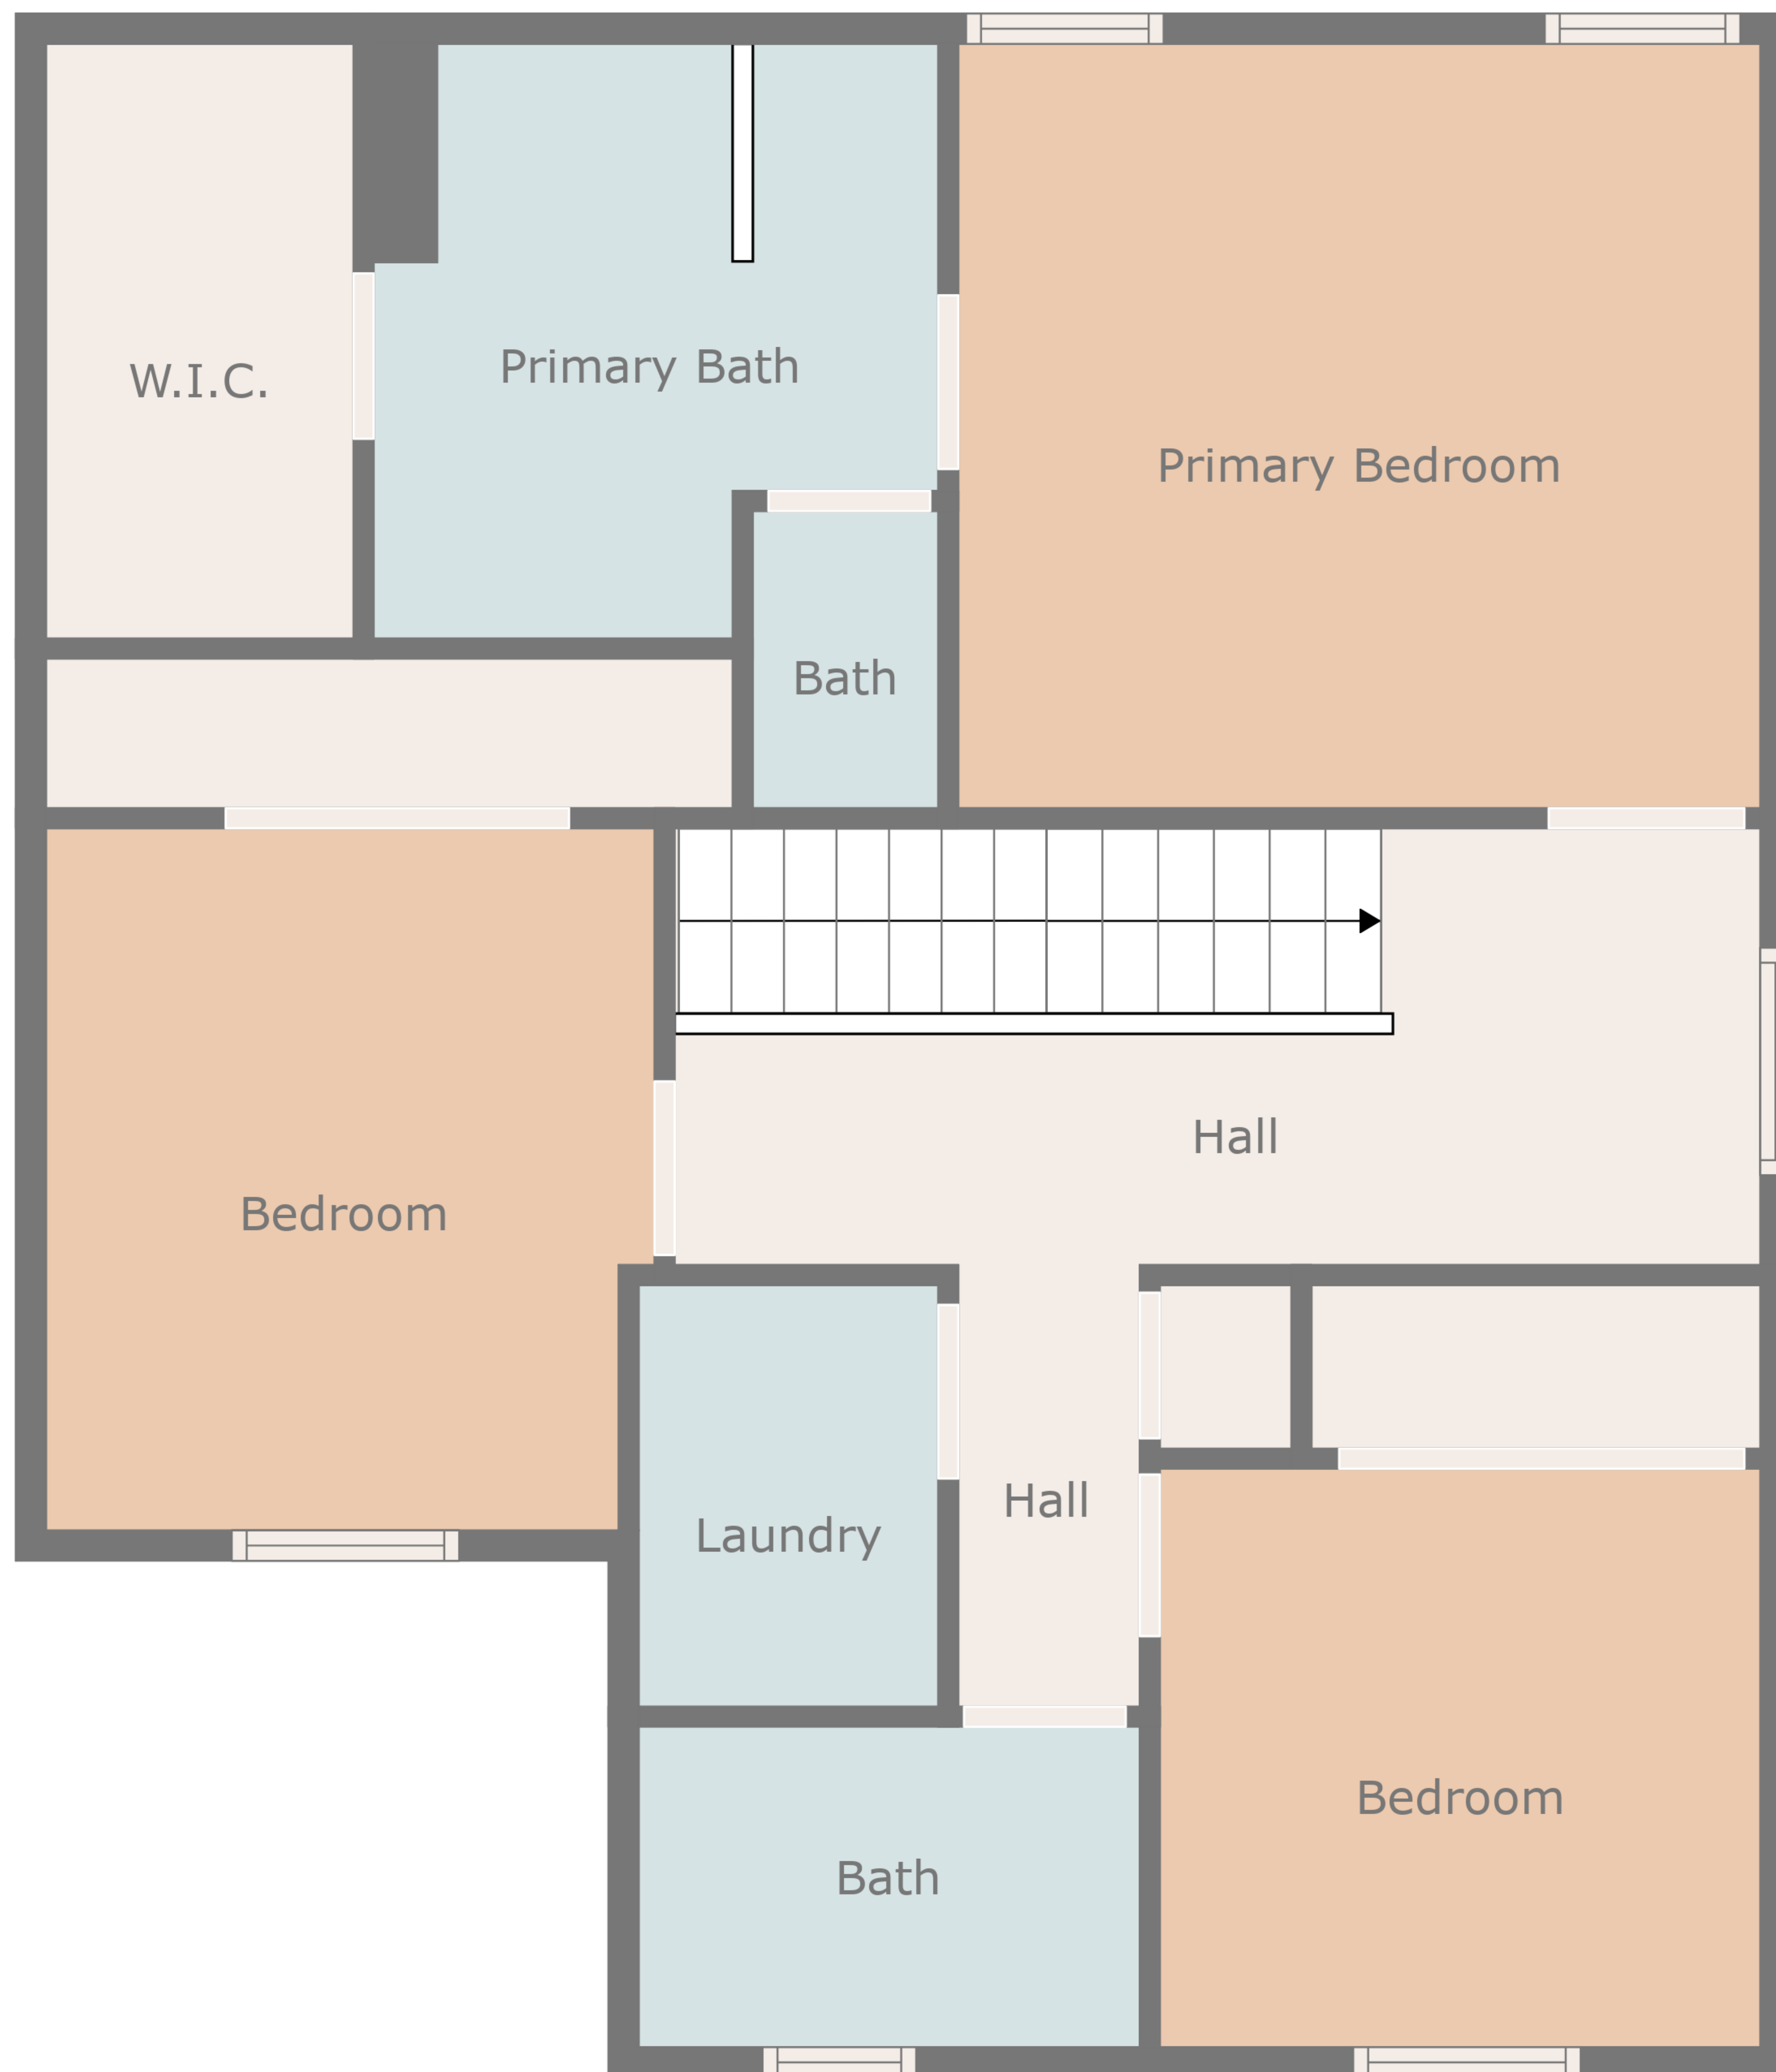 W.I.C.
Primary Bath
Primary Bedroom
Bath
Hall
Bedroom
Hall
Laundry
Bedroom
Bath